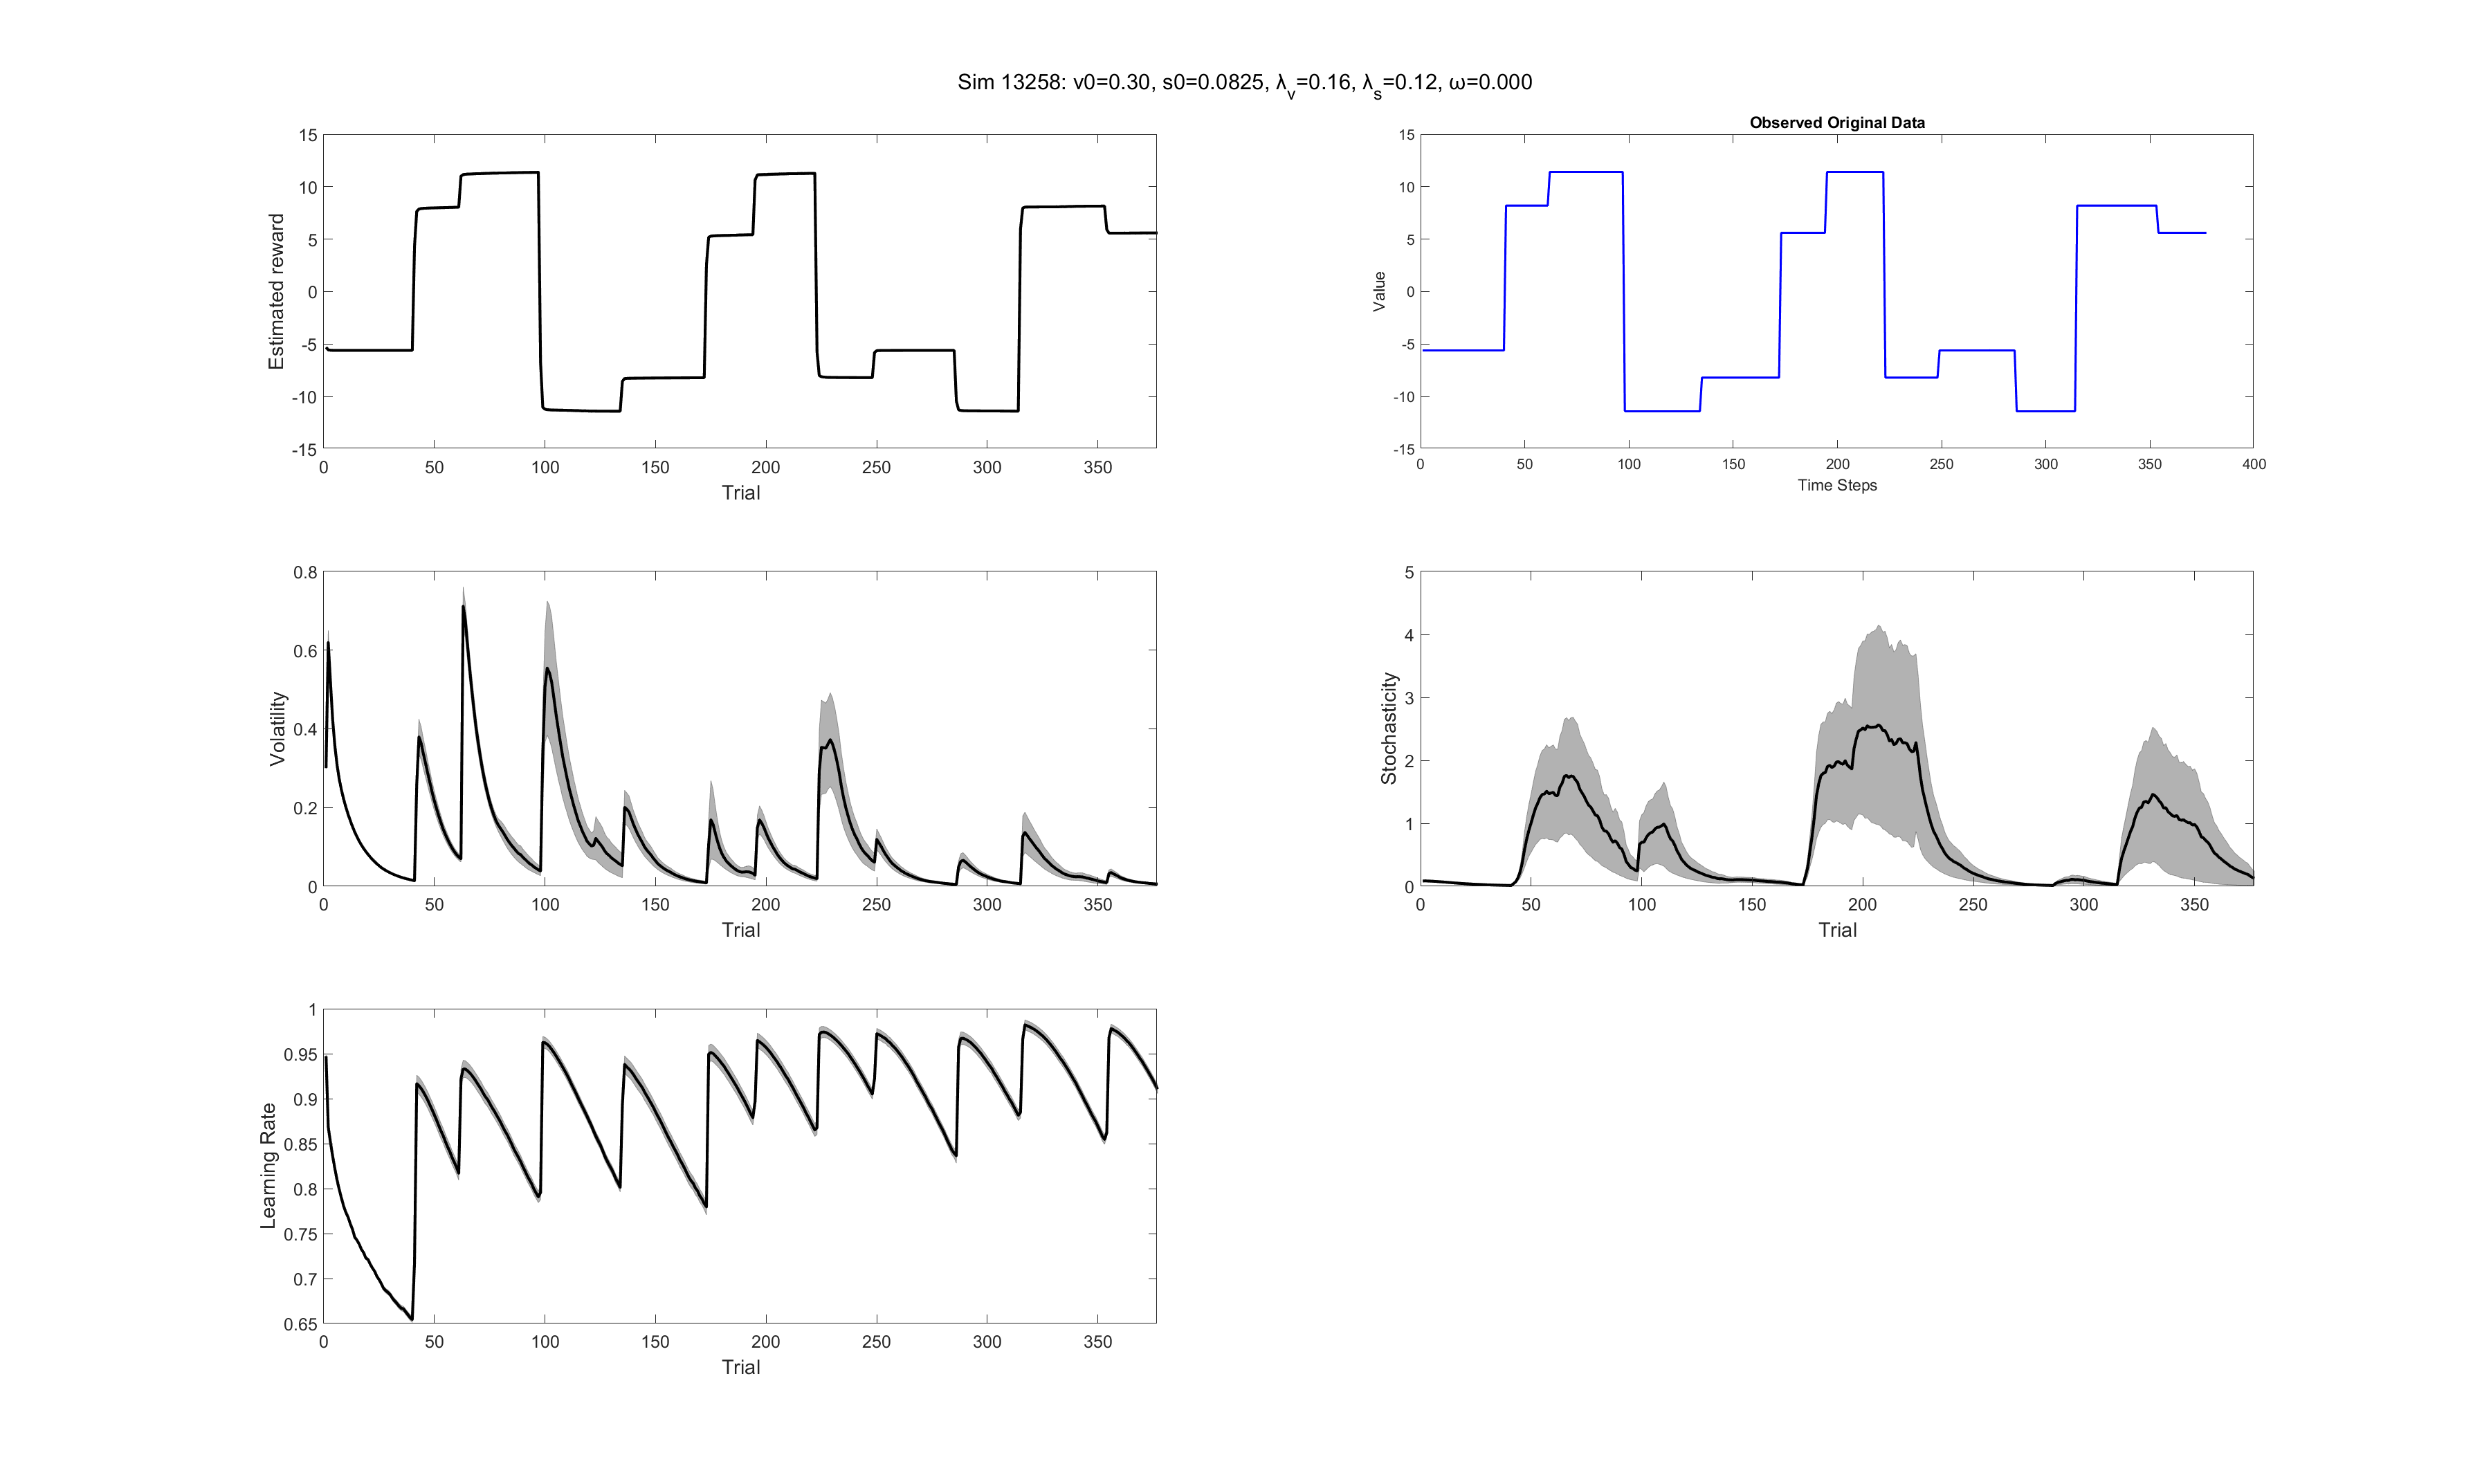 Sim 13258: v0=0.30, s0=0.0825, λv=0.16, λs=0.12, ω=0.000
15
10
5
0
-5
-10
-15
Estimated reward
0 50 100 150 200 250 300 350
Trial
Observed Original Data
15
10
5
0
-5
-10
-15
Value
0 50 100 150 200 250 300 350 400
Time Steps
0.8
0.6
0.4
0.2
0
Volatility
0 50 100 150 200 250 300 350
Trial
5
4
3
2
1
0
Stochasticity
0 50 100 150 200 250 300 350
Trial
1
0.95
0.9
0.85
0.8
0.75
0.7
0.65
Learning Rate
0 50 100 150 200 250 300 350
Trial